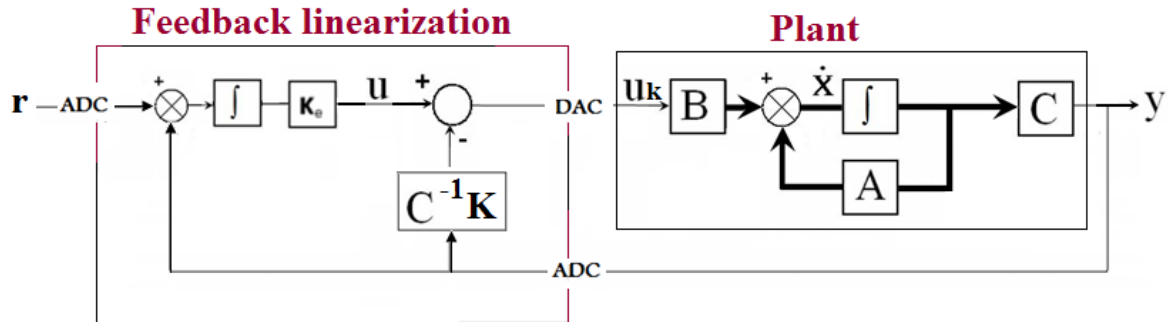 Feedback linearization
Plant
r ADC + ∫ Ke u + - DAC uk B + ẋ ∫ C y
A
C⁻¹K
ADC